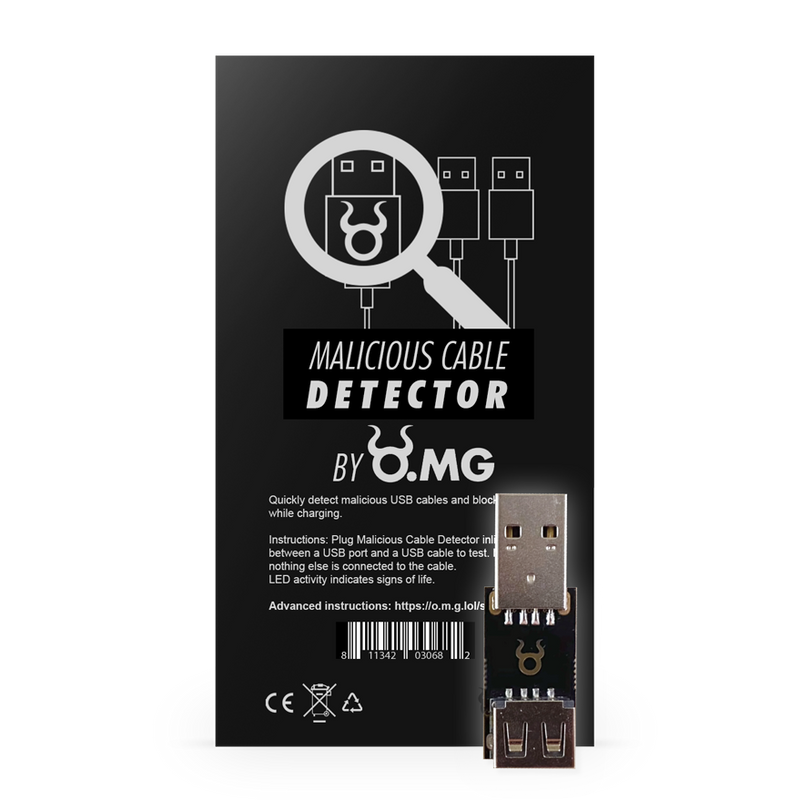 MALICIOUS CABLE
DETECTOR
BY O.MG
Quickly detect malicious USB cables and block
while charging.
Instructions: Plug Malicious Cable Detector
between a USB port and a USB cable to test.
nothing else is connected to the cable.
LED activity indicates signs of life.
Advanced instructions: https://o.mg.lol/s
8 11342 03068 2
CE